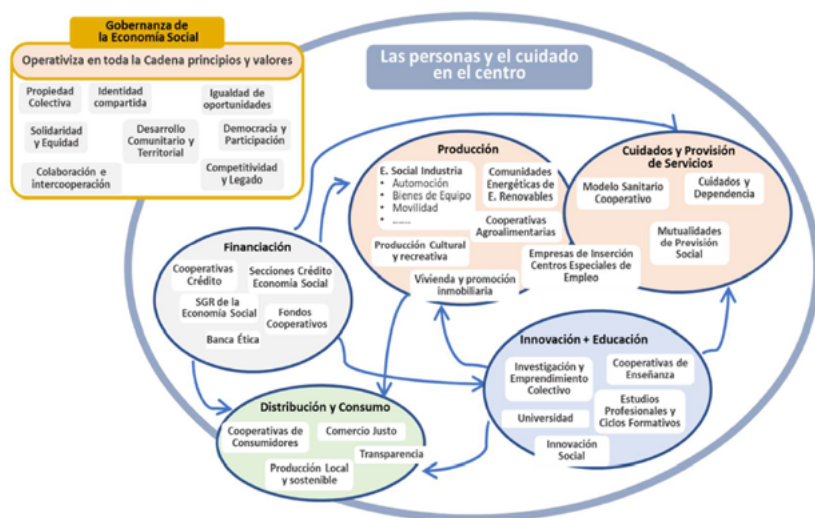 Gobernanza de
la Economía Social
Operativiza en toda la Cadena principios y valores
Propiedad
Colectiva
Identidad
compartida
Igualdad de
oportunidades
Solidaridad
y Equidad
Desarrollo
Comunitario y
Territorial
Democracia y
Participación
Colaboración e
intercooperación
Competitividad
y Legado
Las personas y el cuidado
en el centro
Producción
E. Social Industria
• Automoción
• Bienes de Equipo
• Movilidad
• ......
Comunidades
Energéticas de
E. Renovables
Cooperativas
Agroalimentarias
Producción Cultural
y recreativa
Empresas de Inserción
Centros Especiales de
Empleo
Vivienda y promoción
inmobiliaria
Cuidados y Provisión
de Servicios
Modelo Sanitario
Cooperativo
Cuidados y
Dependencia
Mutualidades
de Previsión
Social
Financiación
Cooperativas
Crédito
Secciones Crédito
Economía Social
SGR de la
Economía Social
Fondos
Cooperativos
Banca Ética
Innovación + Educación
Investigación y
Emprendimiento
Colectivo
Cooperativas de
Enseñanza
Universidad
Estudios
Profesionales y
Ciclos Formativos
Innovación
Social
Distribución y Consumo
Cooperativas de
Consumidores
Comercio Justo
Transparencia
Producción Local
y sostenible